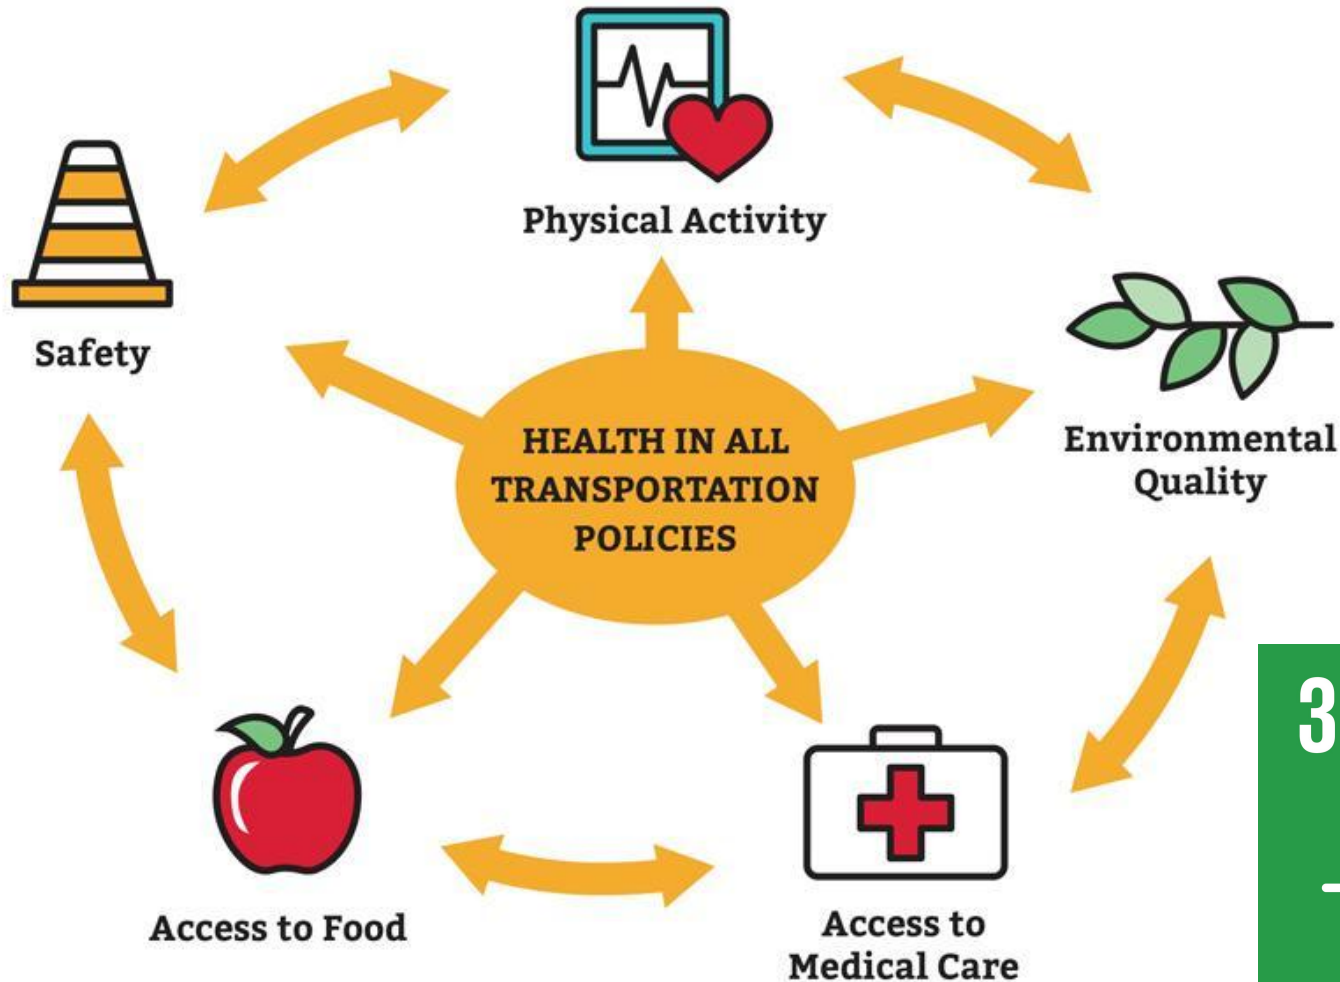 Physical Activity
Safety
Environmental
Quality
HEALTH IN ALL
TRANSPORTATION
POLICIES
3
Access to Food
Access to
Medical Care